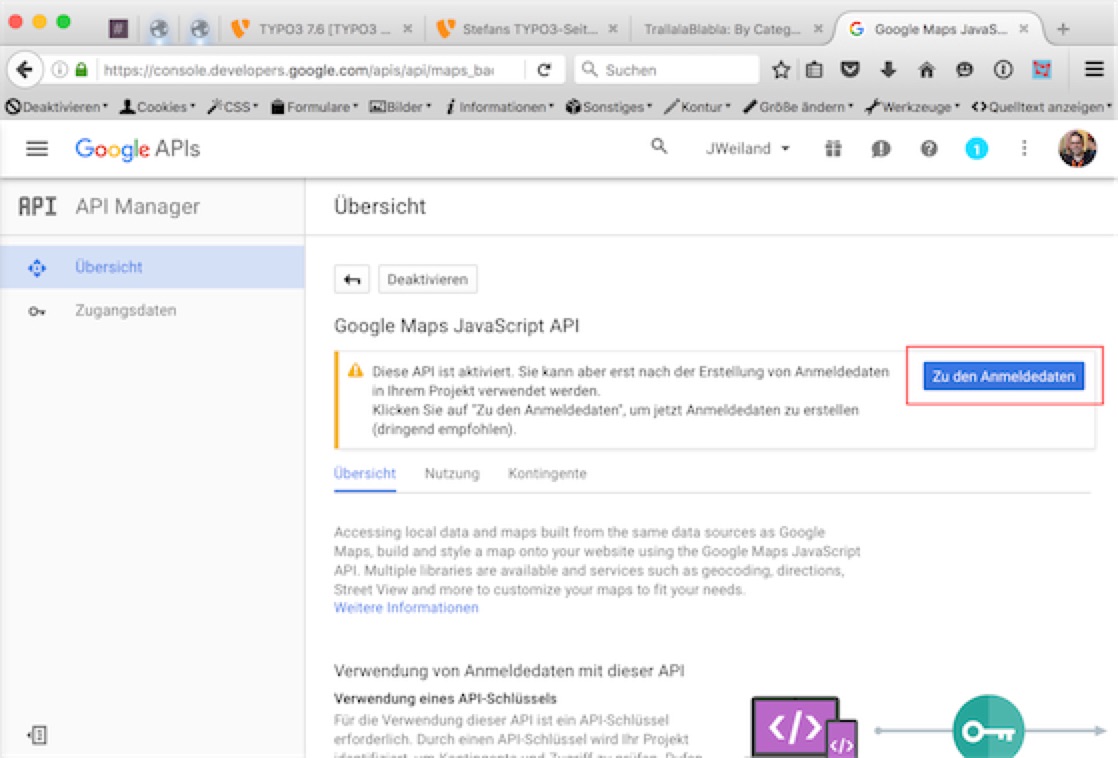 TYPO3 7.6 [TYPO3 ...
Stefans TYPO3-Seit...
TrallalaBlabla: By Categ...
Google Maps JavaS...
https://console.developers.google.com/apis/api/maps_bac
Suchen
Deaktivieren
Cookies
CSS
Formulare
Bilder
Informationen
Sonstiges
Kontur
Größe ändern
Werkzeuge
Quelltext anzeigen
Google APIs
JWeiland
1
API API Manager
Übersicht
Übersicht
Zugangsdaten
Deaktivieren
Google Maps JavaScript API
Diese API ist aktiviert. Sie kann aber erst nach der Erstellung von Anmeldedaten
in Ihrem Projekt verwendet werden.
Klicken Sie auf "Zu den Anmeldedaten", um jetzt Anmeldedaten zu erstellen
(dringend empfohlen).
Zu den Anmeldedaten
Übersicht
Nutzung
Kontingente
Accessing local data and maps built from the same data sources as Google
Maps, build and style a map onto your website using the Google Maps JavaScript
API. Multiple libraries are available and services such as geocoding, directions,
Street View and more to customize your maps to fit your needs.
Weitere Informationen
Verwendung von Anmeldedaten mit dieser API
Verwendung eines API-Schlüssels
Für die Verwendung dieser API ist ein API-Schlüssel
erforderlich. Durch einen API-Schlüssel wird Ihr Projekt
identifiziert, um Kontingente und Zugriff zu prüfen. Rufen